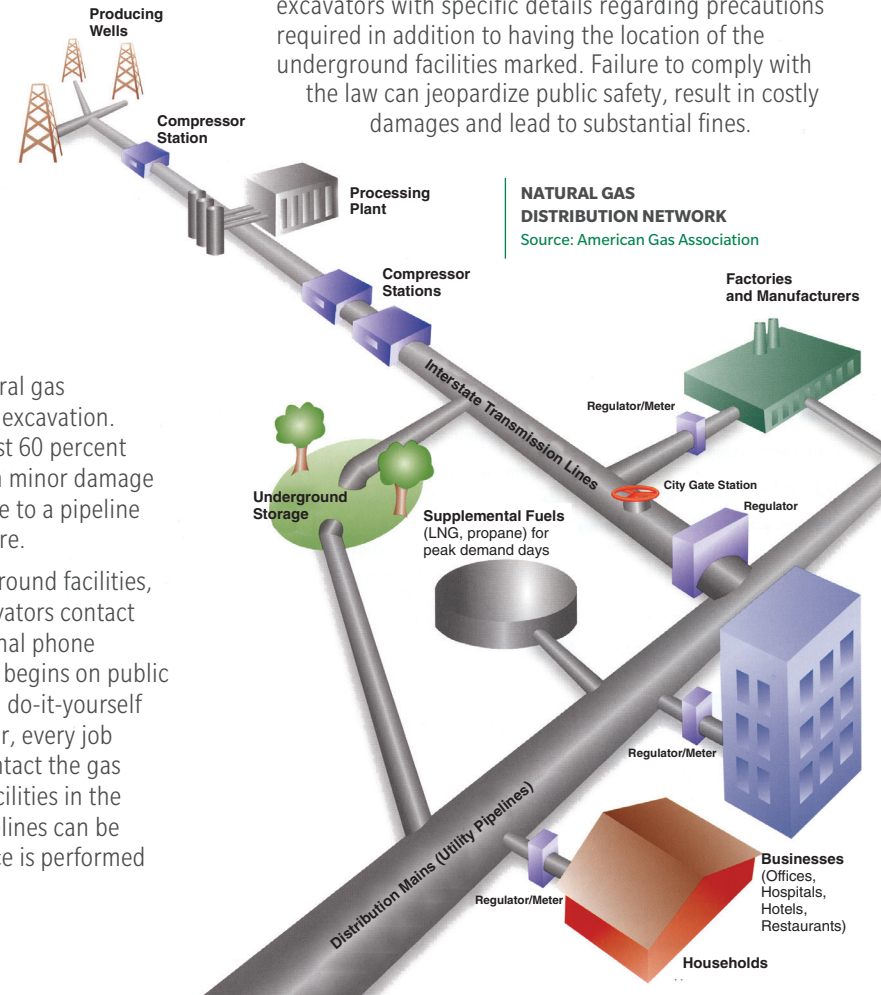 excavators with specific details regarding precautions
required in addition to having the location of the
underground facilities marked. Failure to comply with
the law can jeopardize public safety, result in costly
damages and lead to substantial fines.
Producing
Wells
Compressor
Station
Processing
Plant
NATURAL GAS
DISTRIBUTION NETWORK
Source: American Gas Association
Compressor
Stations
Factories
and Manufacturers
Interstate Transmission Lines
Regulator/Meter
City Gate Station
Regulator
Underground
Storage
Supplemental Fuels
(LNG, propane) for
peak demand days
Regulator/Meter
Distribution Mains (Utility Pipelines)
Regulator/Meter
Businesses
(Offices,
Hospitals,
Hotels,
Restaurants)
Households
ral gas
excavation.
st 60 percent
minor damage
e to a pipeline
re.
round facilities,
vators contact
nal phone
begins on public
do-it-yourself
r, every job
ntact the gas
cilities in the
lines can be
ce is performed